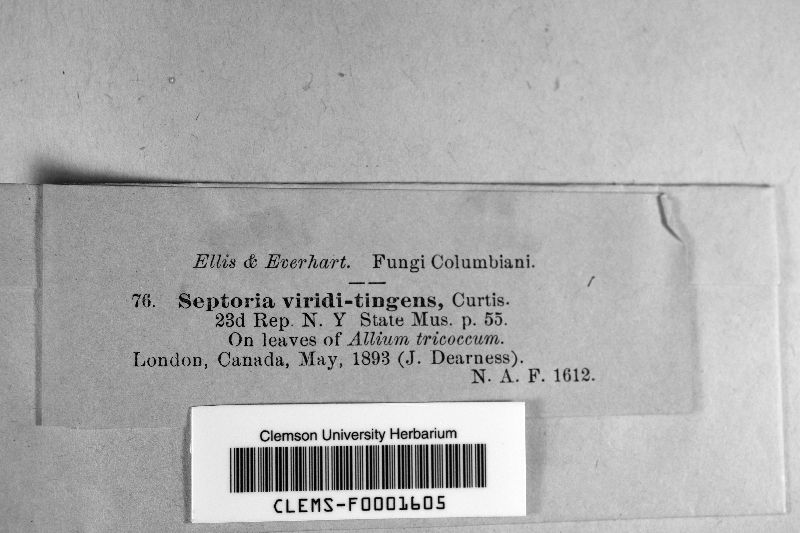 Ellis & Everhart. Fungi Columbiani.
76. Septoria viridi-tingens, Curtis.
23d Rep. N. Y State Mus. p. 55.
On leaves of Allium tricoccum.
London, Canada, May, 1893 (J. Dearness).
N. A. F. 1612.
Clemson University Herbarium
CLEMS-F0001605